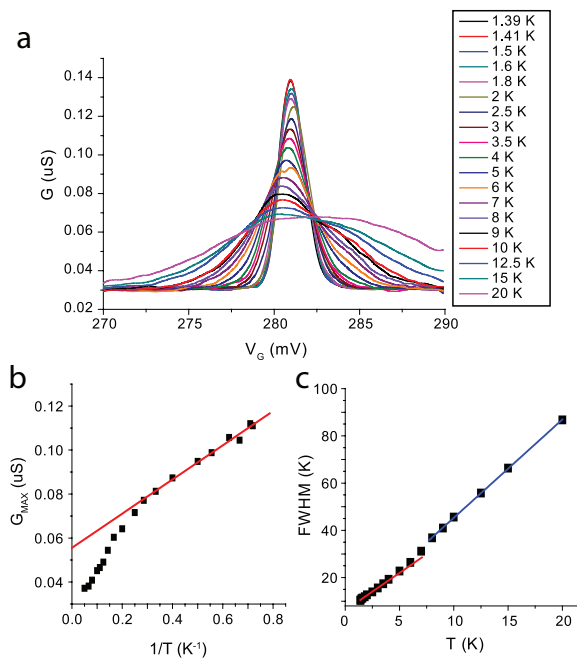 a
G (uS)
0.14
0.12
0.10
0.08
0.06
0.04
0.02
270
275
280
285
290
V_G (mV)
1.39 K
1.41 K
1.5 K
1.6 K
1.8 K
2 K
2.5 K
3 K
3.5 K
4 K
5 K
6 K
7 K
8 K
9 K
10 K
12.5 K
15 K
20 K
b
G_MAX (uS)
0.12
0.10
0.08
0.06
0.04
0.0
0.2
0.4
0.6
0.8
1/T (K⁻¹)
c
FWHM (K)
100
80
60
40
20
0
5
10
15
20
T (K)